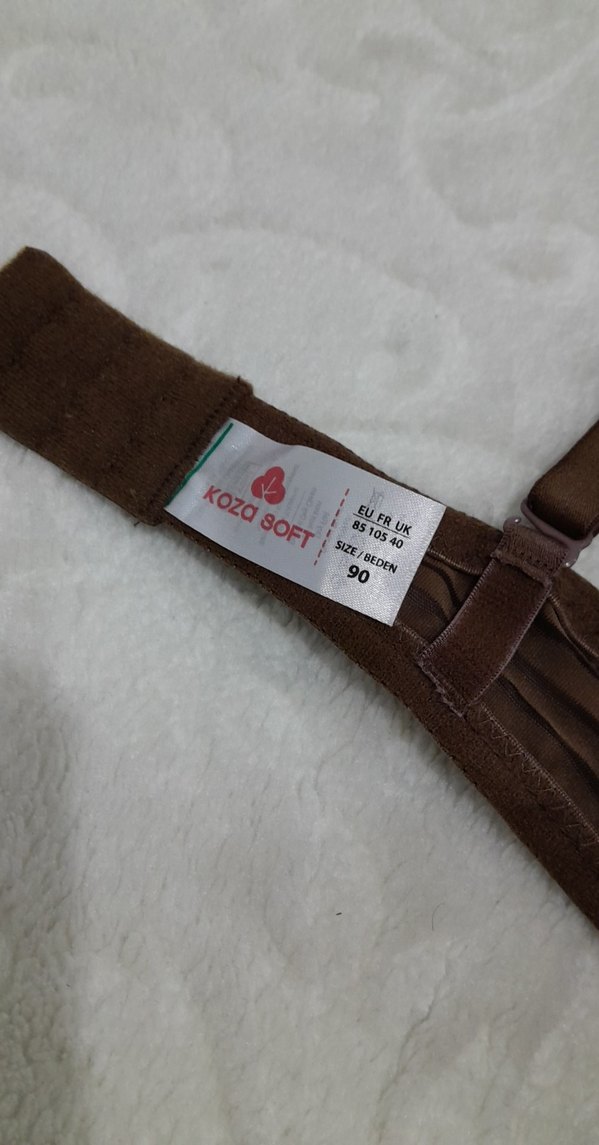 KOZA SOFT
EU FR UK
85 105 40
SIZE / BEDEN
90